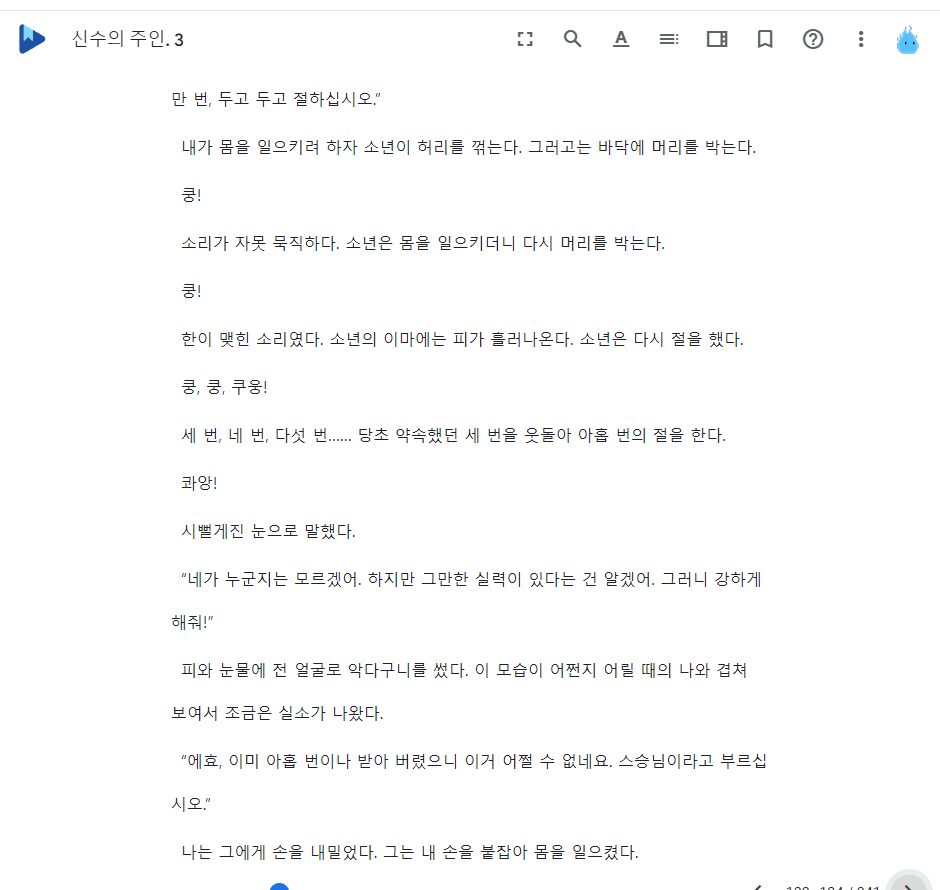 신수의 주인. 3
만 번, 두고 두고 절하십시오.”
내가 몸을 일으키려 하자 소년이 허리를 꺾는다. 그러고는 바닥에 머리를 박는다.
쿵!
소리가 자못 묵직하다. 소년은 몸을 일으키더니 다시 머리를 박는다.
쿵!
한이 맺힌 소리였다. 소년의 이마에는 피가 흘러나온다. 소년은 다시 절을 했다.
쿵, 쿵, 쿠웅!
세 번, 네 번, 다섯 번…… 당초 약속했던 세 번을 웃돌아 아홉 번의 절을 한다.
콰앙!
시뻘게진 눈으로 말했다.
“네가 누군지는 모르겠어. 하지만 그만한 실력이 있다는 건 알겠어. 그러니 강하게
해줘!”
피와 눈물에 전 얼굴로 악다구니를 썼다. 이 모습이 어쩐지 어릴 때의 나와 겹쳐
보여서 조금은 실소가 나왔다.
“에효, 이미 아홉 번이나 받아 버렸으니 이거 어쩔 수 없네요. 스승님이라고 부르십
시오.”
나는 그에게 손을 내밀었다. 그는 내 손을 붙잡아 몸을 일으켰다.